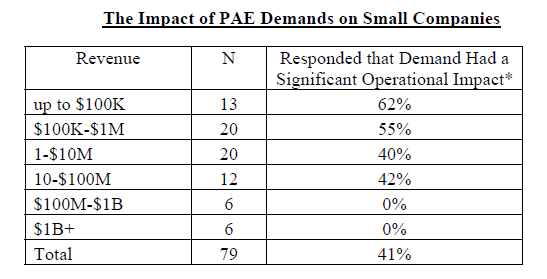 The Impact of PAE Demands on Small Companies
Revenue N Responded that Demand Had a
Significant Operational Impact*
up to $100K 13 62%
$100K-$1M 20 55%
1-$10M 20 40%
10-$100M 12 42%
$100M-$1B 6 0%
$1B+ 6 0%
Total 79 41%